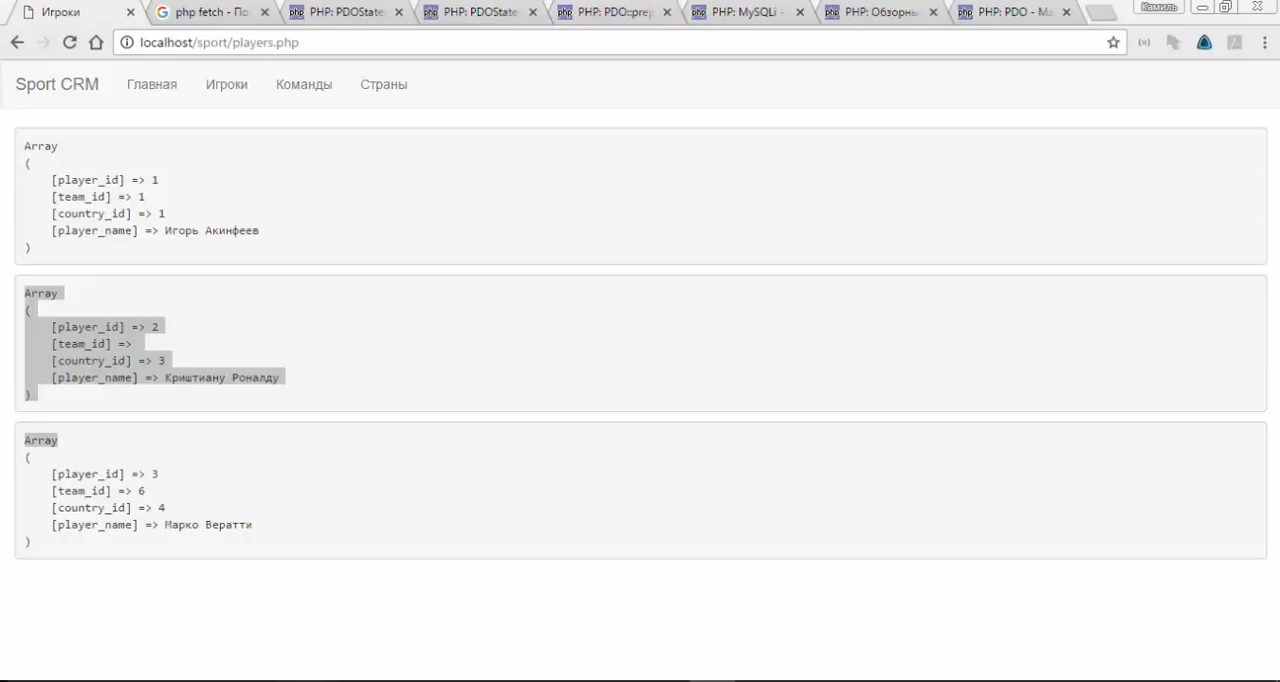 Игроки
php fetch - По
PHP: PDOState
PHP: PDOState
PHP: PDO::prep
PHP: MySQLi -
PHP: Обзорны
PHP: PDO - Ma
Камиль
localhost/sport/players.php
Sport CRM Главная Игроки Команды Страны
Array
(
[player_id] => 1
[team_id] => 1
[country_id] => 1
[player_name] => Игорь Акинфеев
)
Array
(
[player_id] => 2
[team_id] =>
[country_id] => 3
[player_name] => Криштиану Роналду
)
Array
(
[player_id] => 3
[team_id] => 6
[country_id] => 4
[player_name] => Марко Вератти
)